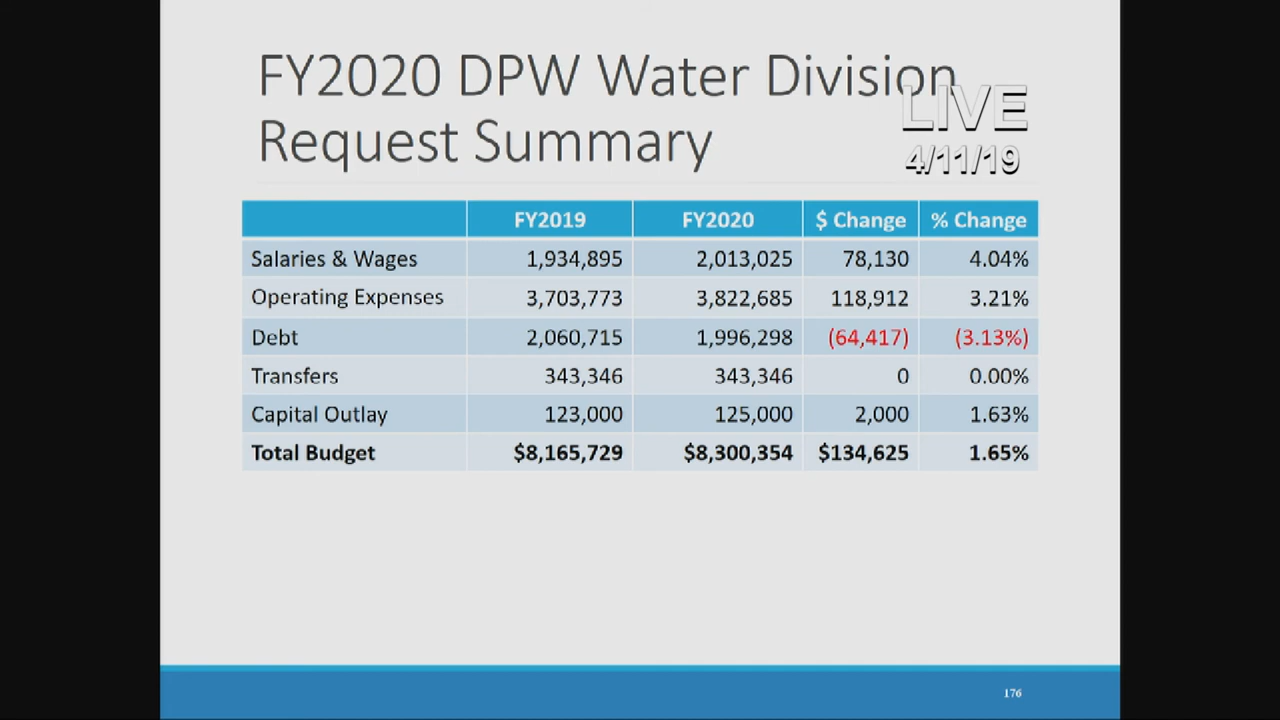 FY2020 DPW Water Division
Request Summary
LIVE
4/11/19
FY2019 FY2020 $ Change % Change
Salaries & Wages 1,934,895 2,013,025 78,130 4.04%
Operating Expenses 3,703,773 3,822,685 118,912 3.21%
Debt 2,060,715 1,996,298 (64,417) (3.13%)
Transfers 343,346 343,346 0 0.00%
Capital Outlay 123,000 125,000 2,000 1.63%
Total Budget $8,165,729 $8,300,354 $134,625 1.65%
176